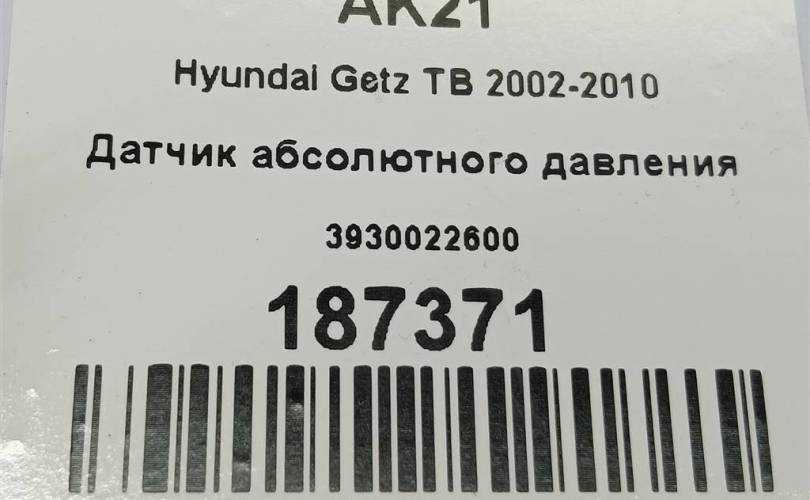 AK21
Hyundai Getz TB 2002-2010
Датчик абсолютного давления
3930022600
187371